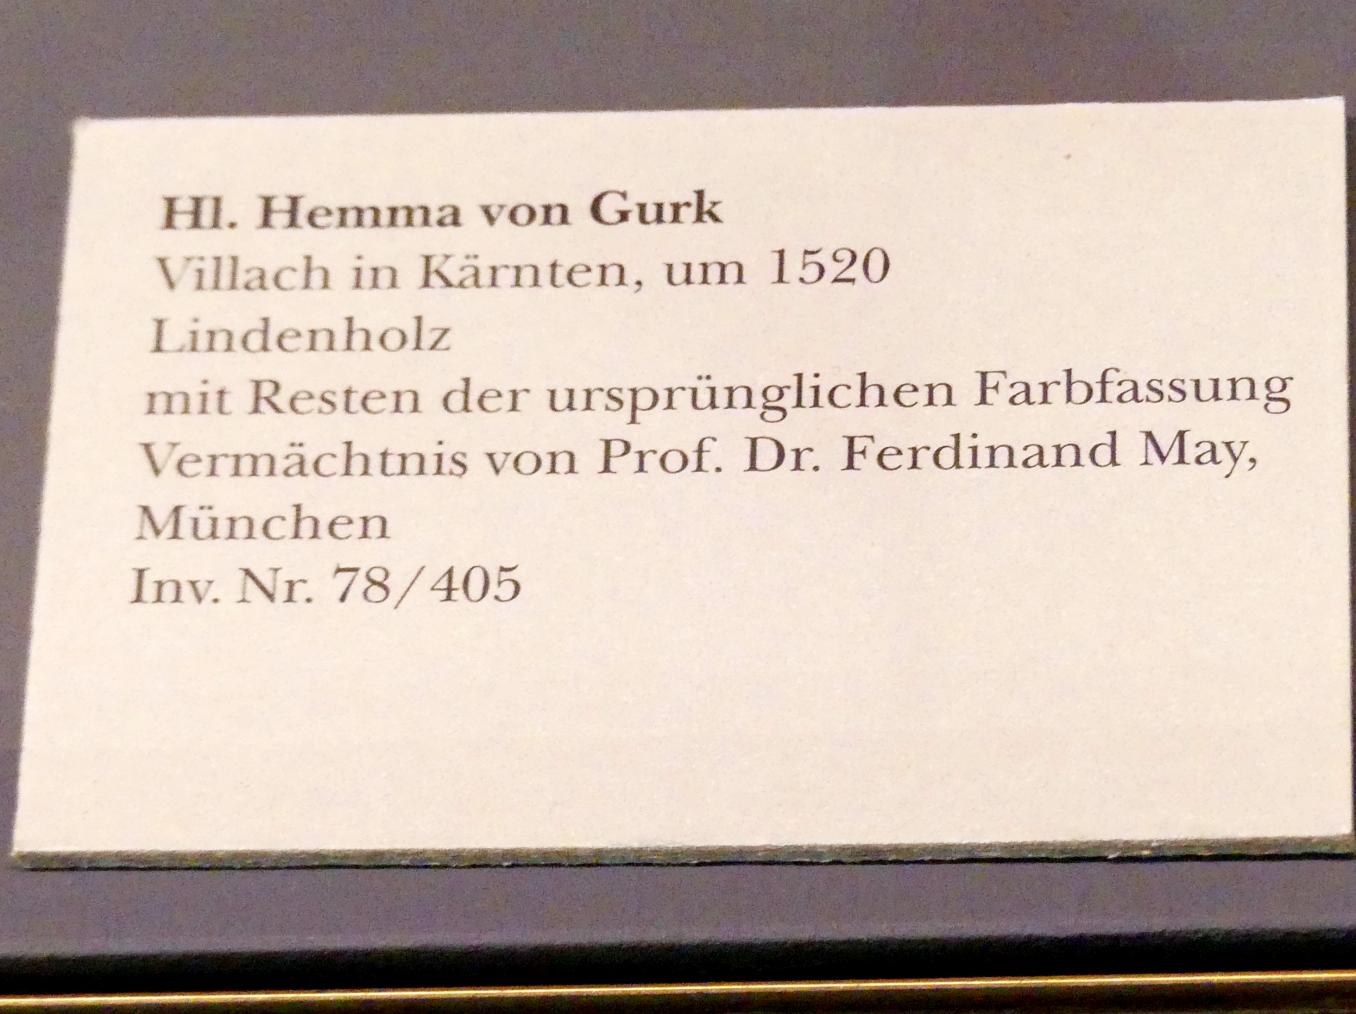 Hl. Hemma von Gurk
Villach in Kärnten, um 1520
Lindenholz
mit Resten der ursprünglichen Farbfassung
Vermächtnis von Prof. Dr. Ferdinand May,
München
Inv. Nr. 78/405